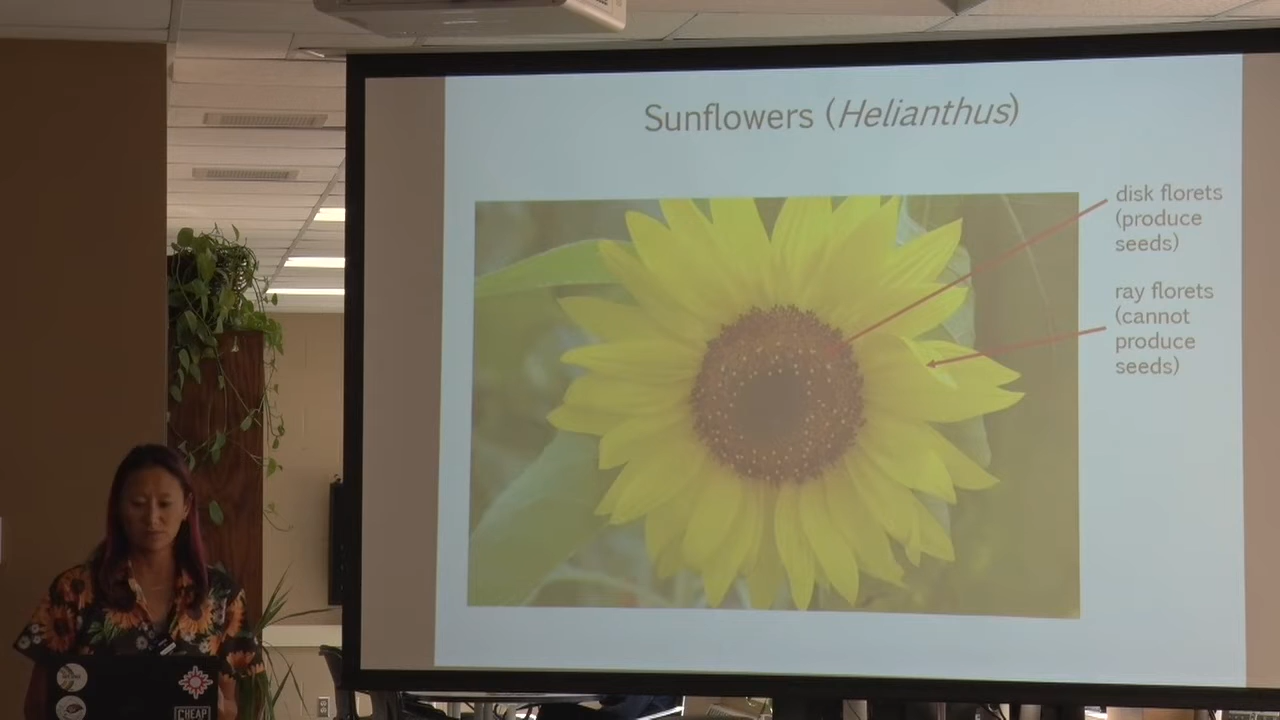 Sunflowers (Helianthus)
disk florets
(produce
seeds)
ray florets
(cannot
produce
seeds)
CHEAP